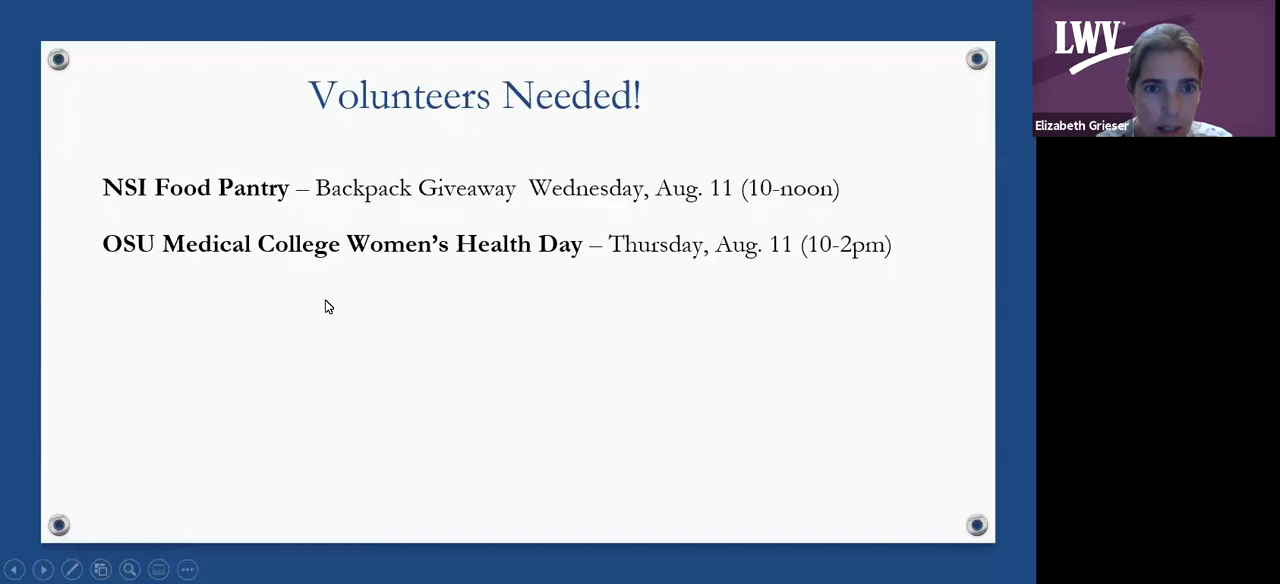 Volunteers Needed!
NSI Food Pantry – Backpack Giveaway  Wednesday, Aug. 11 (10-noon)
OSU Medical College Women’s Health Day – Thursday, Aug. 11 (10-2pm)
LWV®
Elizabeth Grieser